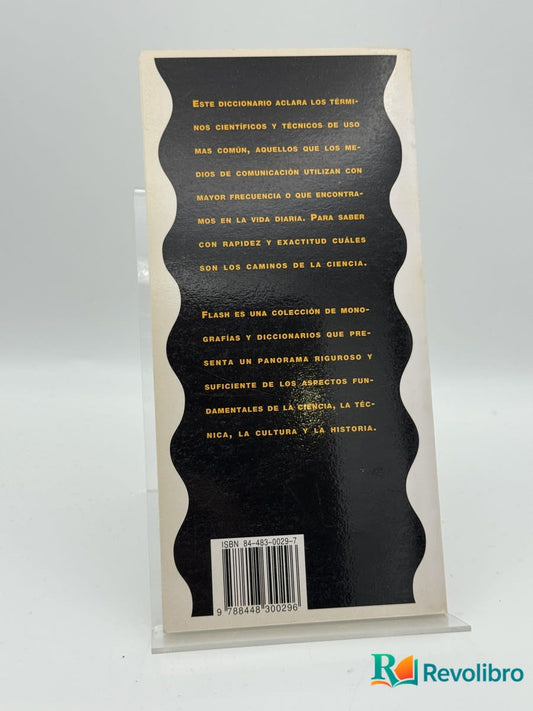 ESTE DICCIONARIO ACLARA LOS TÉRMI-
NOS CIENTÍFICOS Y TÉCNICOS DE USO
MAS COMÚN, AQUELLOS QUE LOS ME-
DIOS DE COMUNICACIÓN UTILIZAN CON
MAYOR FRECUENCIA O QUE ENCONTRA-
MOS EN LA VIDA DIARIA. PARA SABER
CON RAPIDEZ Y EXACTITUD CUÁLES
SON LOS CAMINOS DE LA CIENCIA.
FLASH ES UNA COLECCIÓN DE MONO-
GRAFÍAS Y DICCIONARIOS QUE PRE-
SENTA UN PANORAMA RIGUROSO Y
SUFICIENTE DE LOS ASPECTOS FUN-
DAMENTALES DE LA CIENCIA, LA TÉC-
NICA, LA CULTURA Y LA HISTORIA.
ISBN 84-483-0029-7
9 788448 300296
Revolibro